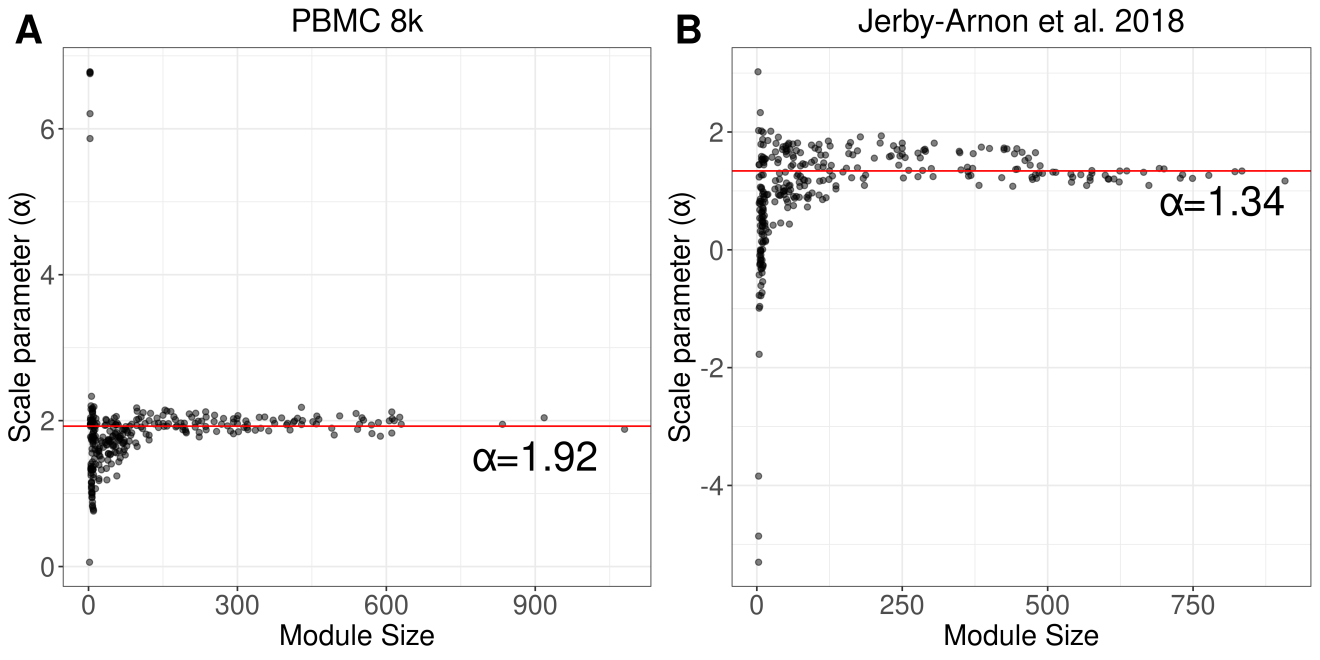 A
PBMC 8k
Scale parameter (α)
6
4
2
0
α=1.92
0 300 600 900
Module Size
B
Jerby-Arnon et al. 2018
Scale parameter (α)
2
0
-2
-4
α=1.34
0 250 500 750
Module Size